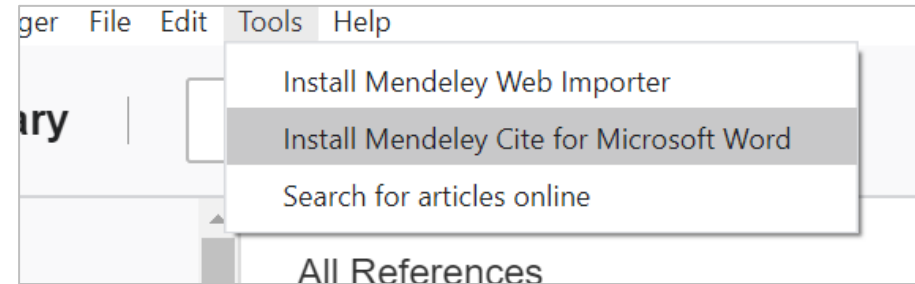 ger File Edit Tools Help
ary
Install Mendeley Web Importer
Install Mendeley Cite for Microsoft Word
Search for articles online
All References